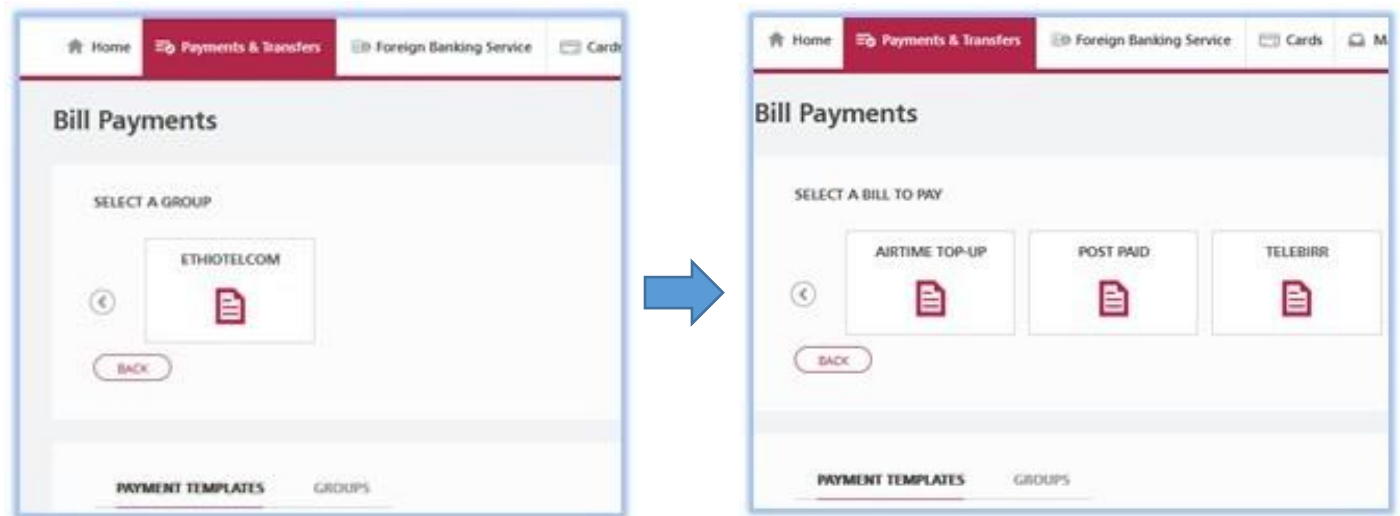 Home Payments & Transfers Foreign Banking Service Cards
Bill Payments
SELECT A GROUP
ETHIOTELCOM
BACK
PAYMENT TEMPLATES GROUPS
Home Payments & Transfers Foreign Banking Service Cards M
Bill Payments
SELECT A BILL TO PAY
AIRTIME TOP-UP POST PAID TELEBIRR
BACK
PAYMENT TEMPLATES GROUPS